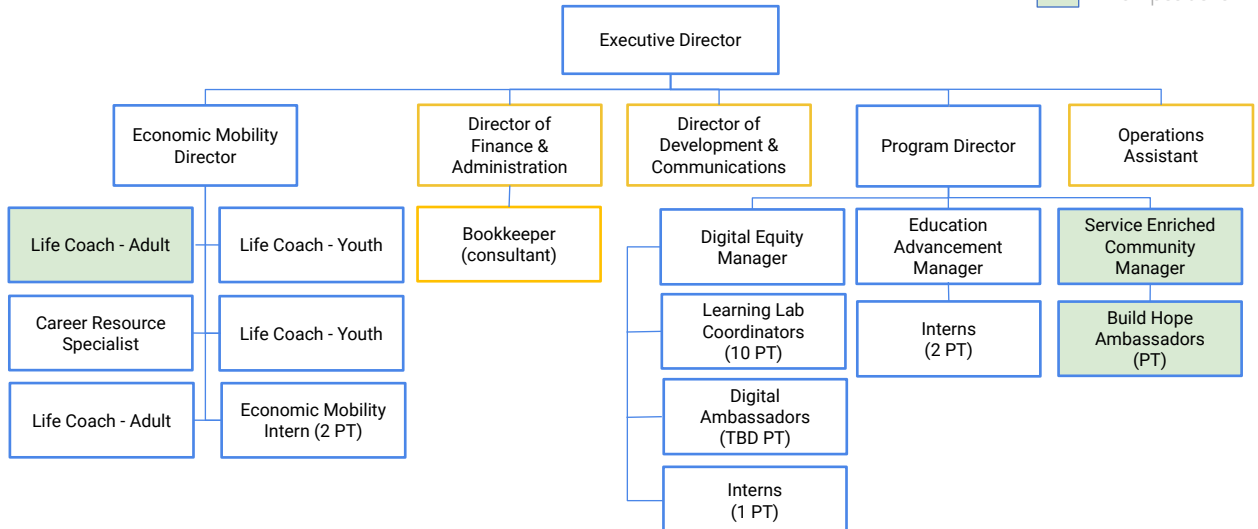 Executive Director
Economic Mobility
Director
Director of
Finance &
Administration
Director of
Development &
Communications
Program Director
Operations
Assistant
Life Coach - Adult
Life Coach - Youth
Bookkeeper
(consultant)
Digital Equity
Manager
Education
Advancement
Manager
Service Enriched
Community
Manager
Career Resource
Specialist
Life Coach - Youth
Learning Lab
Coordinators
(10 PT)
Interns
(2 PT)
Build Hope
Ambassadors
(PT)
Life Coach - Adult
Economic Mobility
Intern (2 PT)
Digital
Ambassadors
(TBD PT)
Interns
(1 PT)